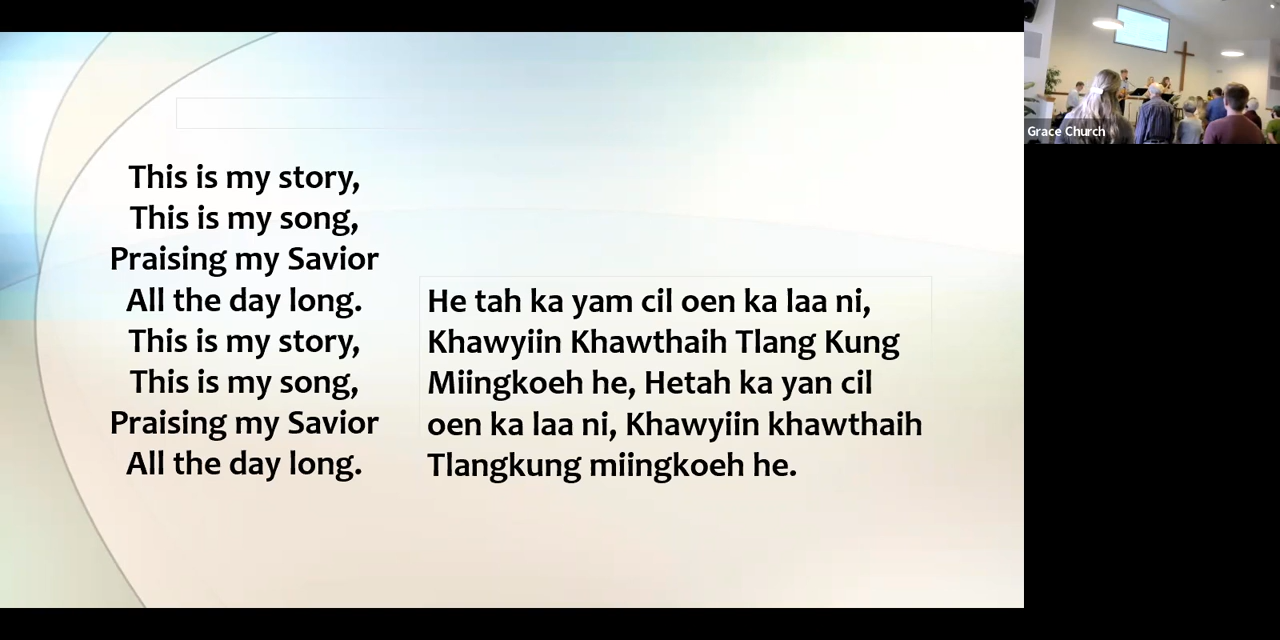 This is my story,
This is my song,
Praising my Savior
All the day long.
This is my story,
This is my song,
Praising my Savior
All the day long.
He tah ka yam cil oen ka laa ni,
Khawyiin Khawthaih Tlang Kung
Miingkoeh he, Hetah ka yan cil
oen ka laa ni, Khawyiin khawthaih
Tlangkung miingkoeh he.
Grace Church